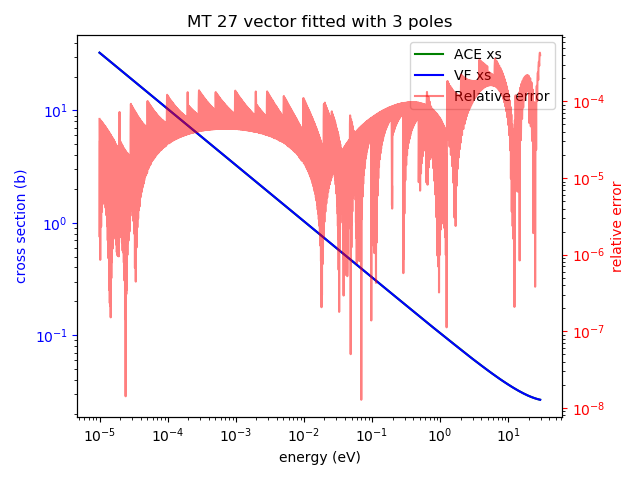 MT 27 vector fitted with 3 poles
ACE xs
VF xs
Relative error
cross section (b)
10^1
10^0
10^-1
10^-4
10^-5
10^-6
10^-7
10^-8
relative error
10^-5 10^-4 10^-3 10^-2 10^-1 10^0 10^1
energy (eV)